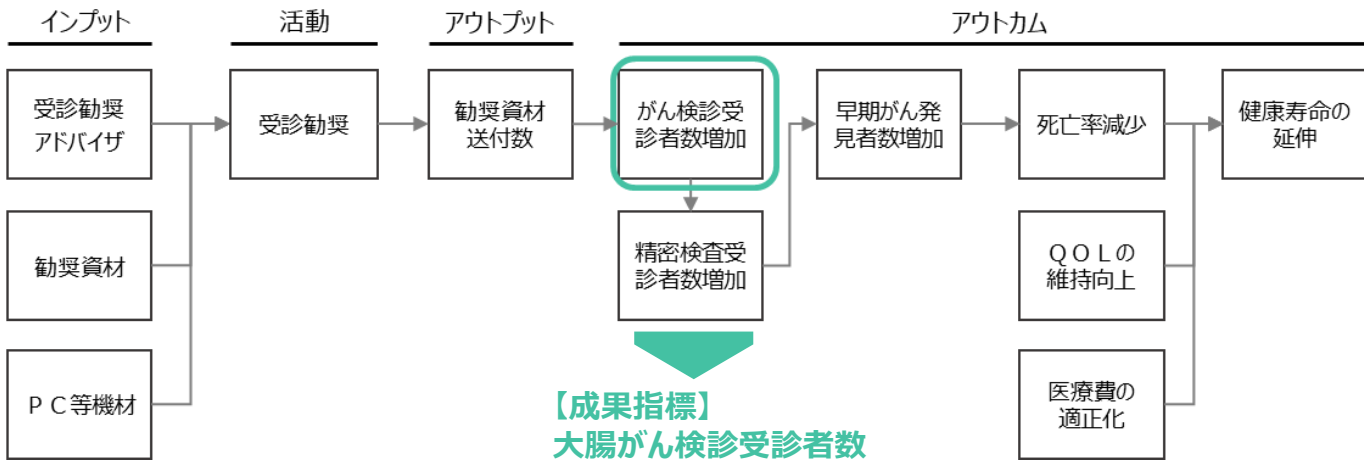 インプット
活動
アウトプット
アウトカム
受診勧奨
アドバイザ
受診勧奨
勧奨資材
送付数
がん検診受
診者数増加
早期がん発
見者数増加
死亡率減少
健康寿命の
延伸
勧奨資材
精密検査受
診者数増加
ＱＯＬの
維持向上
ＰＣ等機材
医療費の
適正化
【成果指標】
大腸がん検診受診者数